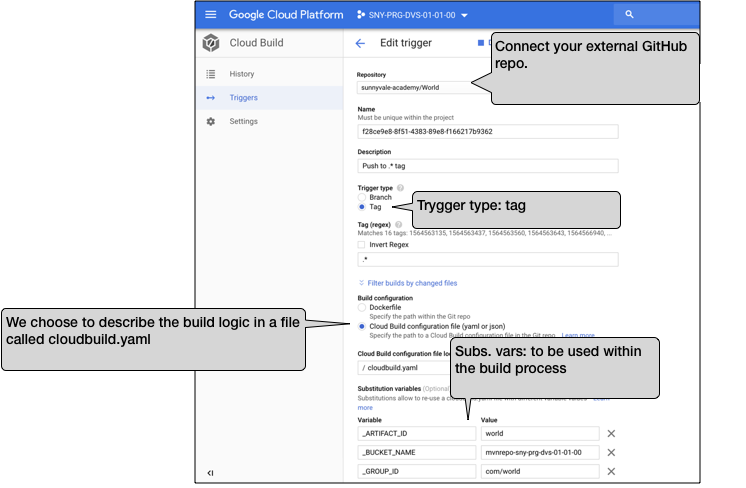 Google Cloud Platform SNY-PRG-DVS-01-01-00
Cloud Build
Edit trigger
History
Triggers
Settings
Connect your external GitHub
repo.
Repository
sunnyvale-academy/World
Name
Must be unique within the project
f28ce9e8-8f51-4383-89e8-f166217b9362
Description
Push to .* tag
Trigger type
Branch
Tag
Trygger type: tag
Tag (regex)
Matches 16 tags: 1564563135, 1564563437, 1564563560, 1564563643, 1564566940, ...
Invert Regex
.*
Filter builds by changed files
Build configuration
Dockerfile
Specify the path within the Git repo
Cloud Build configuration file (yaml or json)
Specify the path to a Cloud Build configuration file in the Git repo Learn more
We choose to describe the build logic in a file
called cloudbuild.yaml
Cloud Build configuration file
/ cloudbuild.yaml
Subs. vars: to be used within
the build process
Substitution variables (Optional
Substitutions allow to re-use a
more
Variable Value
_ARTIFACT_ID world
_BUCKET_NAME mvnrepo-sny-prg-dvs-01-01-00
_GROUP_ID com/world